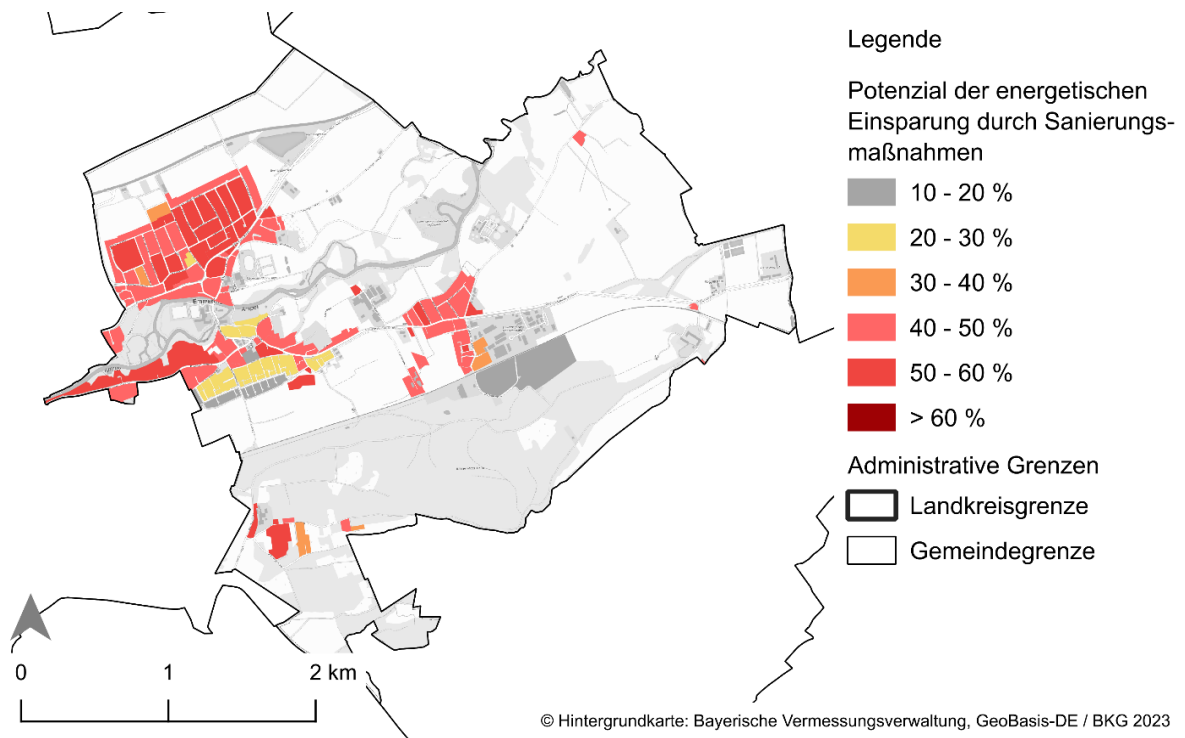 Legende
Potenzial der energetischen
Einsparung durch Sanierungs-
maßnahmen
10 - 20 %
20 - 30 %
30 - 40 %
40 - 50 %
50 - 60 %
> 60 %
Administrative Grenzen
Landkreisgrenze
Gemeindegrenze
0 1 2 km
© Hintergrundkarte: Bayerische Vermessungsverwaltung, GeoBasis-DE / BKG 2023